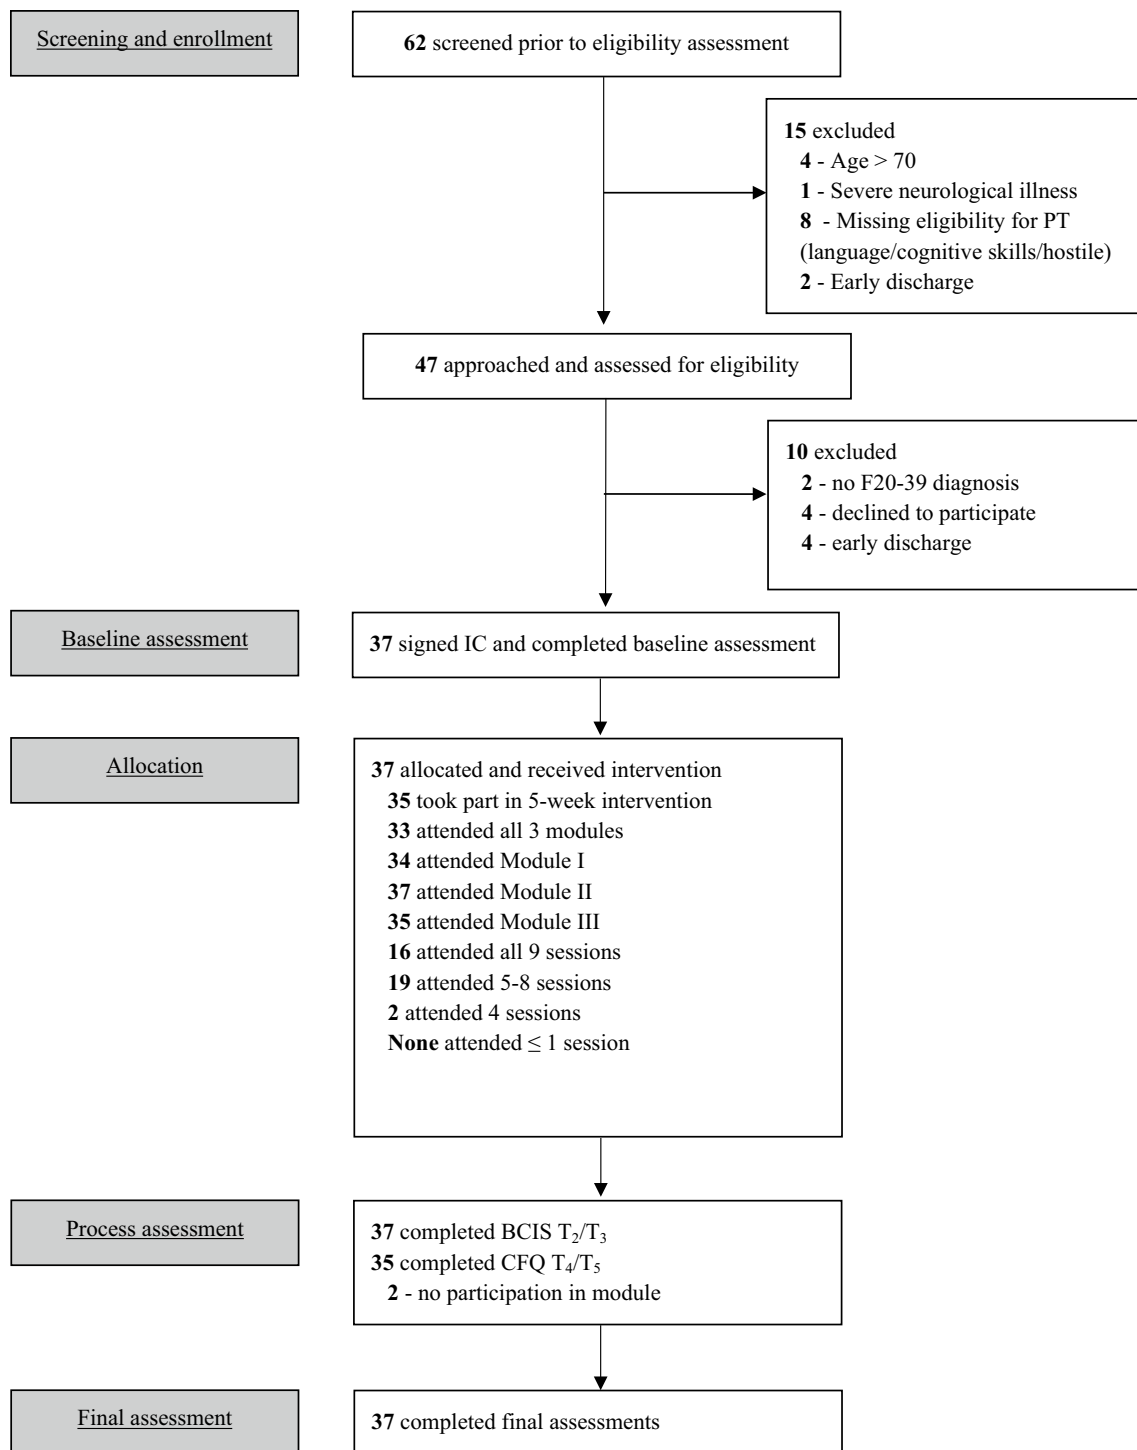 Screening and enrollment
62 screened prior to eligibility assessment
15 excluded
4 - Age > 70
1 - Severe neurological illness
8 - Missing eligibility for PT
(language/cognitive skills/hostile)
2 - Early discharge
47 approached and assessed for eligibility
10 excluded
2 - no F20-39 diagnosis
4 - declined to participate
4 - early discharge
Baseline assessment
37 signed IC and completed baseline assessment
Allocation
37 allocated and received intervention
35 took part in 5-week intervention
33 attended all 3 modules
34 attended Module I
37 attended Module II
35 attended Module III
16 attended all 9 sessions
19 attended 5-8 sessions
2 attended 4 sessions
None attended ≤ 1 session
Process assessment
37 completed BCIS T₂/T₃
35 completed CFQ T₄/T₅
2 - no participation in module
Final assessment
37 completed final assessments